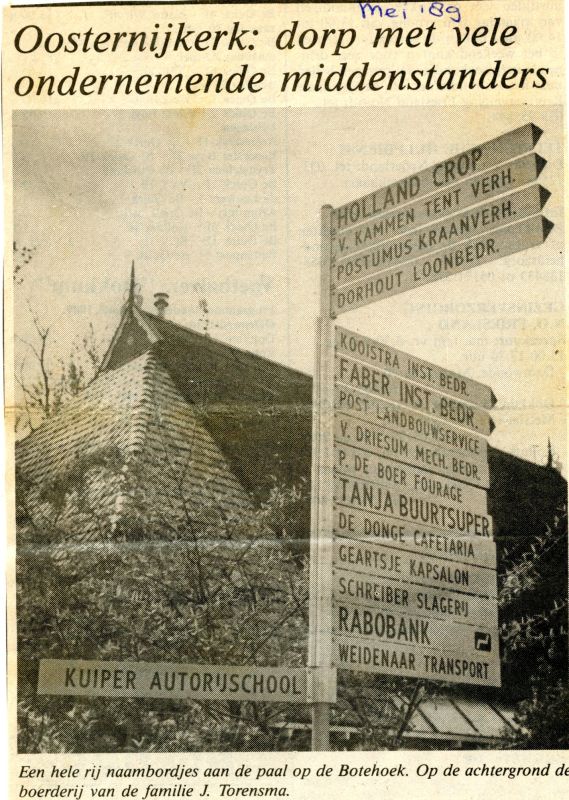 Mei '89
Oosternijkerk: dorp met vele
ondernemende middenstanders
HOLLAND CROP
V. KAMMEN TENT VERH.
POSTUMUS KRAANVERH.
DORHOUT LOONBEDR.
KOOISTRA INST. BEDR.
FABER INST. BEDR.
POST LANDBOUWSERVICE
V. DRIESUM MECH. BEDR.
P. DE BOER FOURAGE
TANJA BUURTSUPER
DE DONGE CAFETARIA
GEARTSJE KAPSALON
SCHREIBER SLAGERIJ
RABOBANK
WEIDENAAR TRANSPORT
KUIPER AUTORIJSCHOOL
Een hele rij naambordjes aan de paal op de Botehoek. Op de achtergrond de
boerderij van de familie J. Torensma.